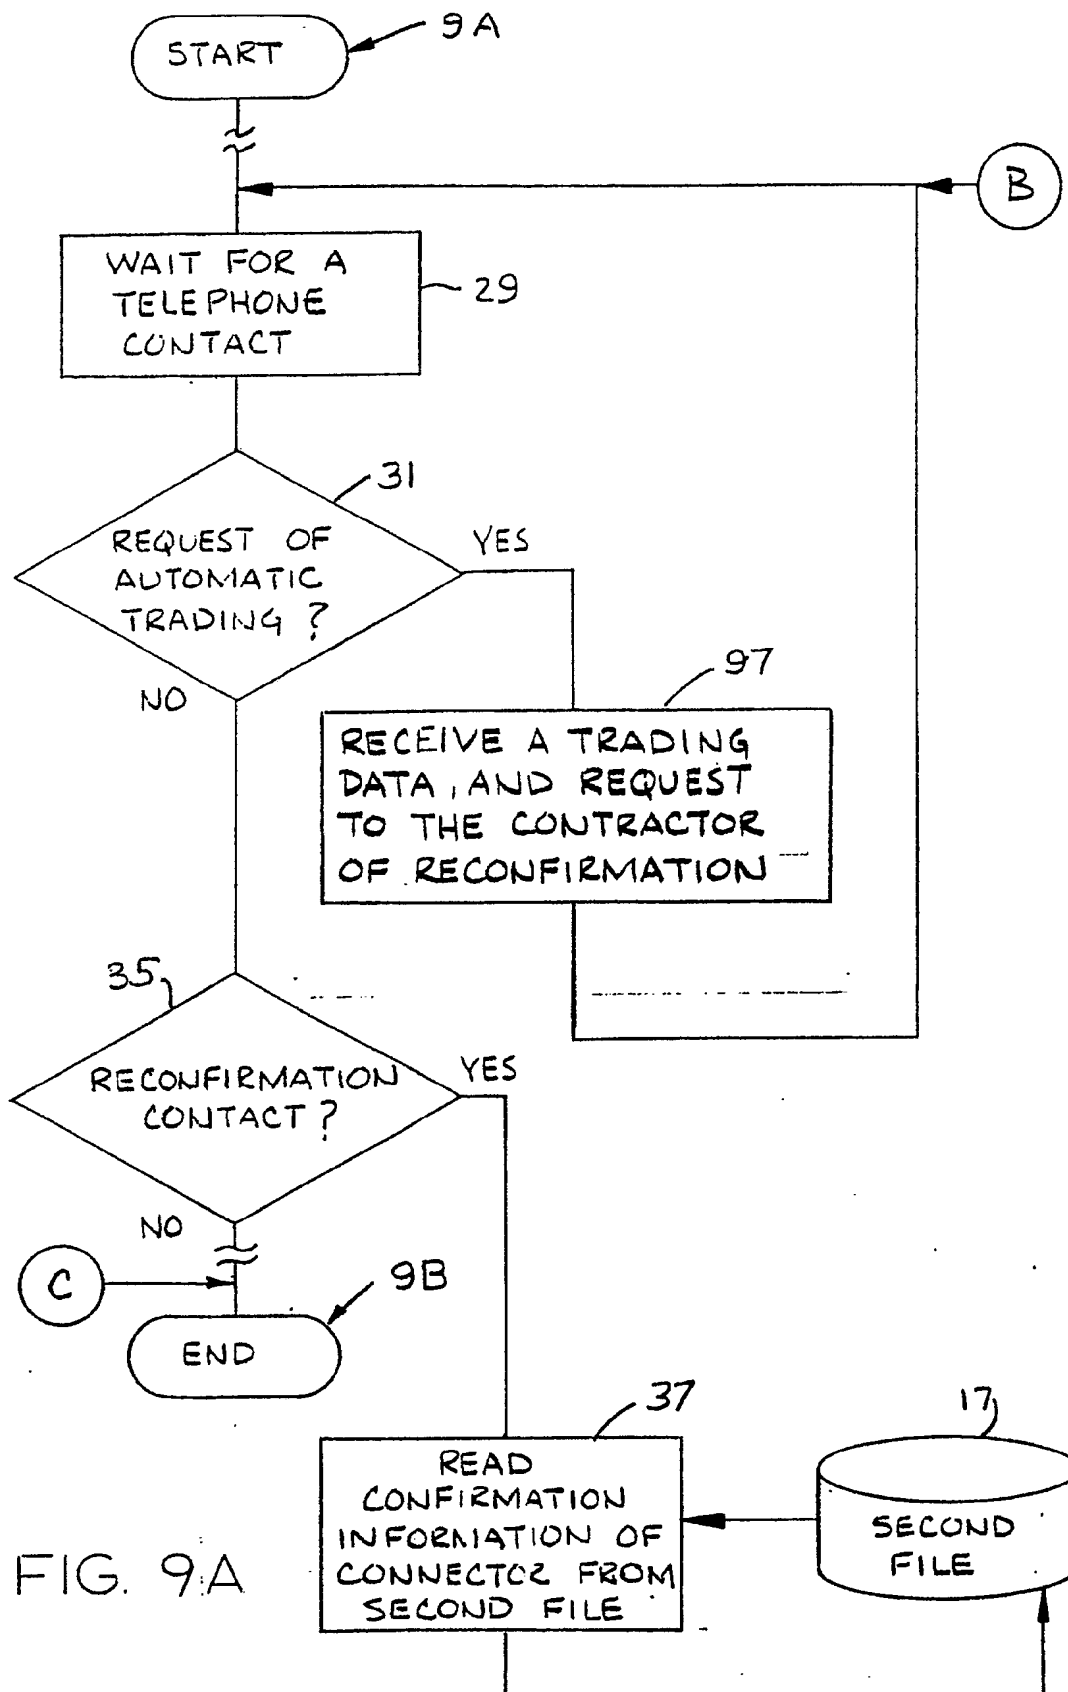 START
9A
B
WAIT FOR A
TELEPHONE
CONTACT
29
31
REQUEST OF
AUTOMATIC
TRADING?
YES
NO
97
RECEIVE A TRADING
DATA, AND REQUEST
TO THE CONTRACTOR
OF RECONFIRMATION
35
RECONFIRMATION
CONTACT?
YES
NO
C
9B
END
37
READ
CONFIRMATION
INFORMATION OF
CONNECTOR FROM
SECOND FILE
17
SECOND
FILE
FIG. 9A